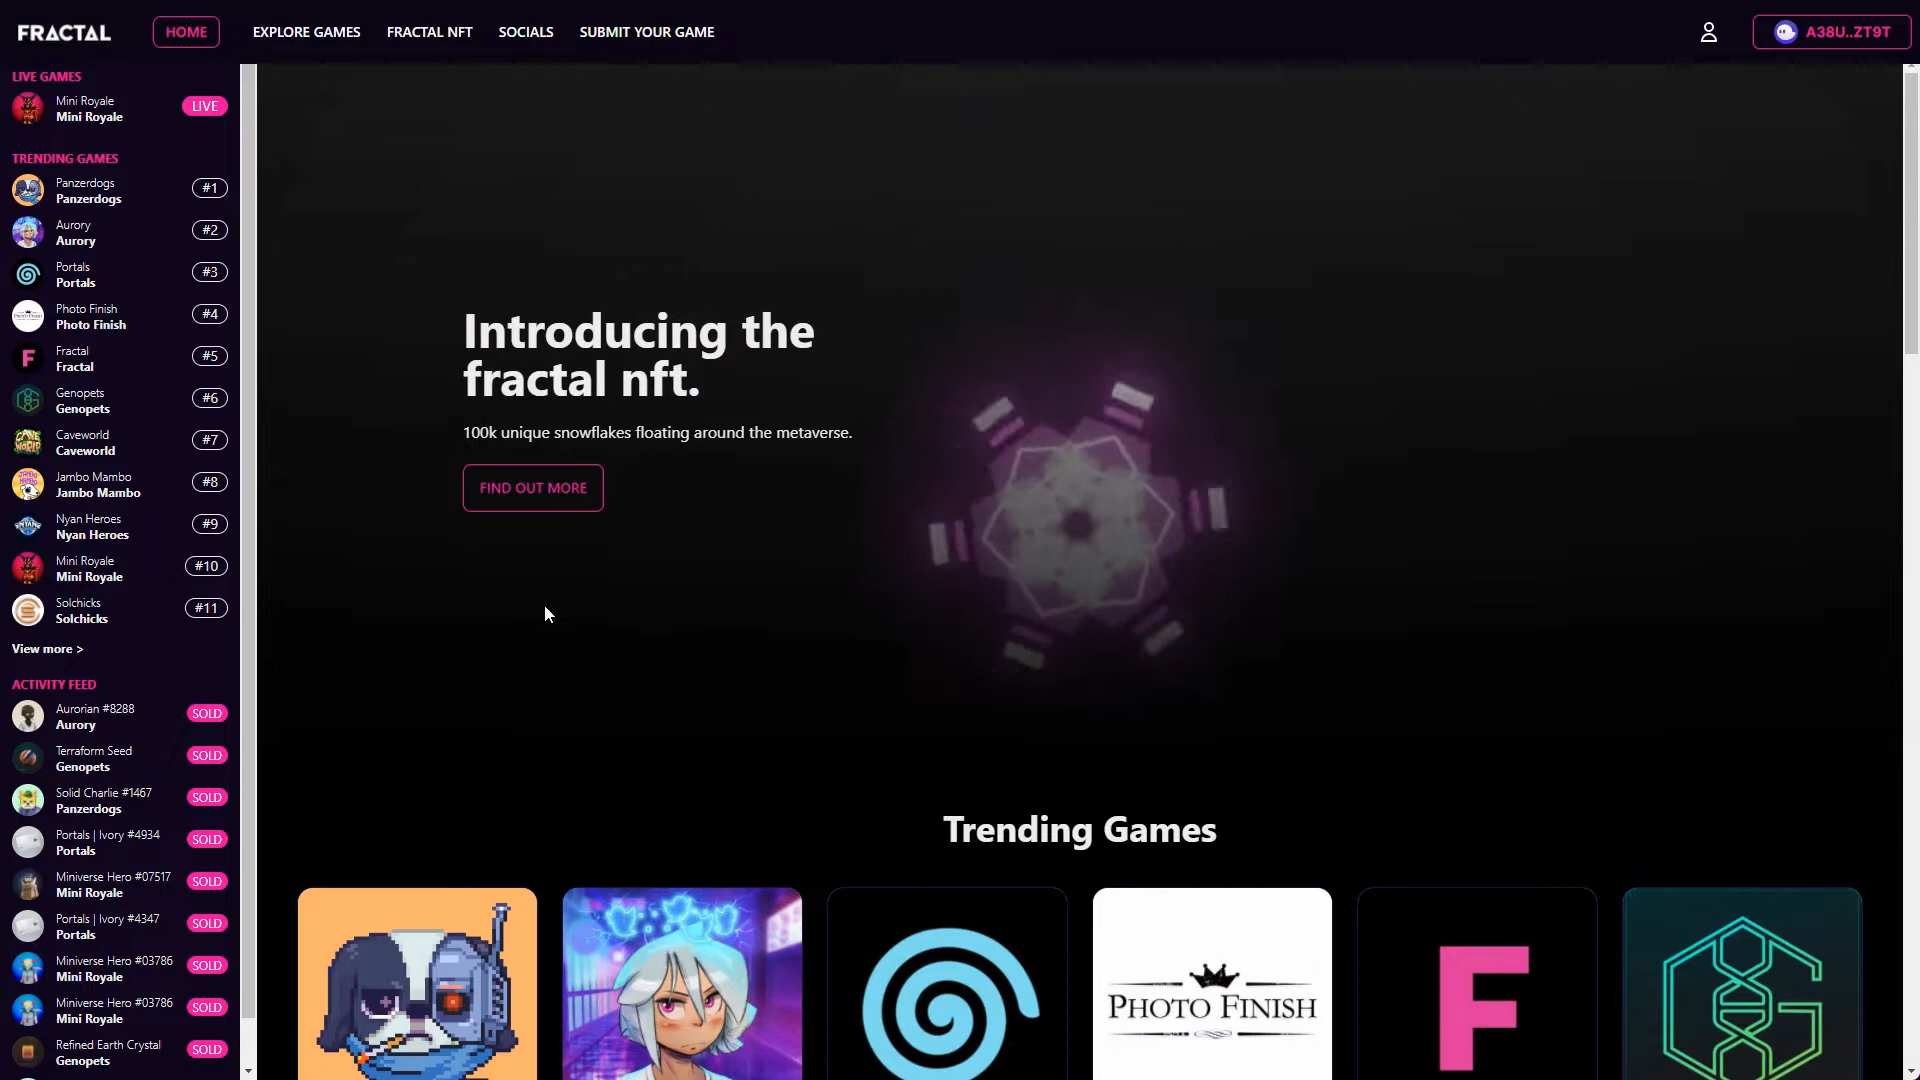 FRACTAL
HOME
EXPLORE GAMES
FRACTAL NFT
SOCIALS
SUBMIT YOUR GAME
A38U..ZT9T
LIVE GAMES
Mini Royale
Mini Royale
LIVE
TRENDING GAMES
Panzerdogs
Panzerdogs
#1
Aurory
Aurory
#2
Portals
Portals
#3
Photo Finish
Photo Finish
#4
Fractal
Fractal
#5
Genopets
Genopets
#6
Caveworld
Caveworld
#7
Jambo Mambo
Jambo Mambo
#8
Nyan Heroes
Nyan Heroes
#9
Mini Royale
Mini Royale
#10
Solchicks
Solchicks
#11
View more >
ACTIVITY FEED
Aurorian #8288
Aurory
SOLD
Terraform Seed
Genopets
SOLD
Solid Charlie #1467
Panzerdogs
SOLD
Portals | Ivory #4934
Portals
SOLD
Miniverse Hero #07517
Mini Royale
SOLD
Portals | Ivory #4347
Portals
SOLD
Miniverse Hero #03786
Mini Royale
SOLD
Miniverse Hero #03786
Mini Royale
SOLD
Refined Earth Crystal
Genopets
SOLD
Introducing the
fractal nft.
100k unique snowflakes floating around the metaverse.
FIND OUT MORE
Trending Games
PHOTO FINISH
F